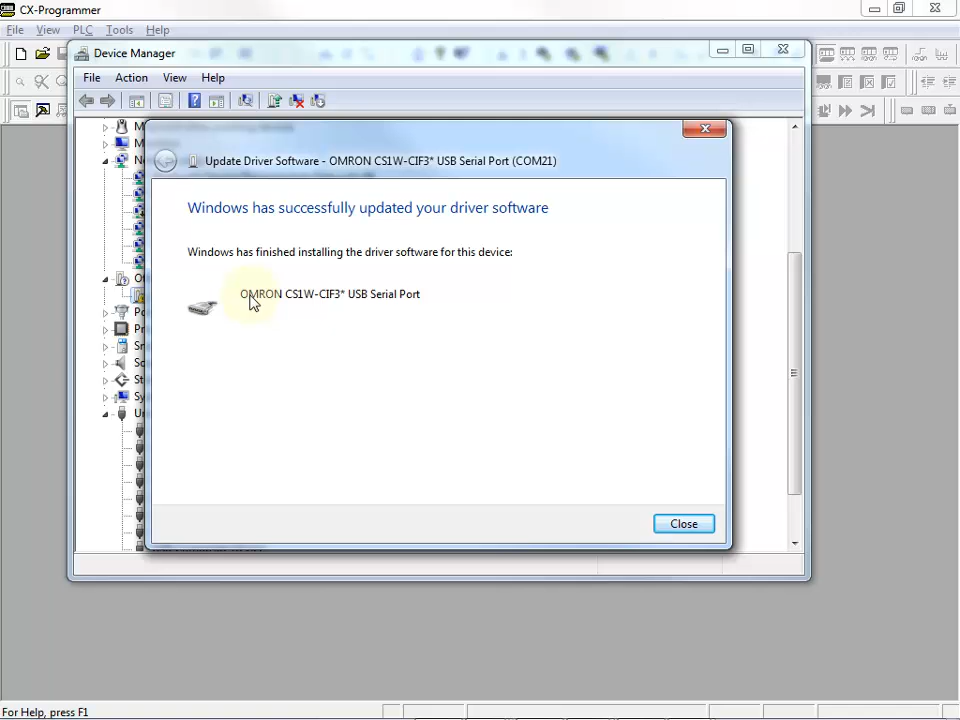 CX-Programmer
File View PLC Tools Help
Device Manager
File Action View Help
Update Driver Software - OMRON CS1W-CIF3* USB Serial Port (COM21)
Windows has successfully updated your driver software
Windows has finished installing the driver software for this device:
OMRON CS1W-CIF3* USB Serial Port
Close
For Help, press F1